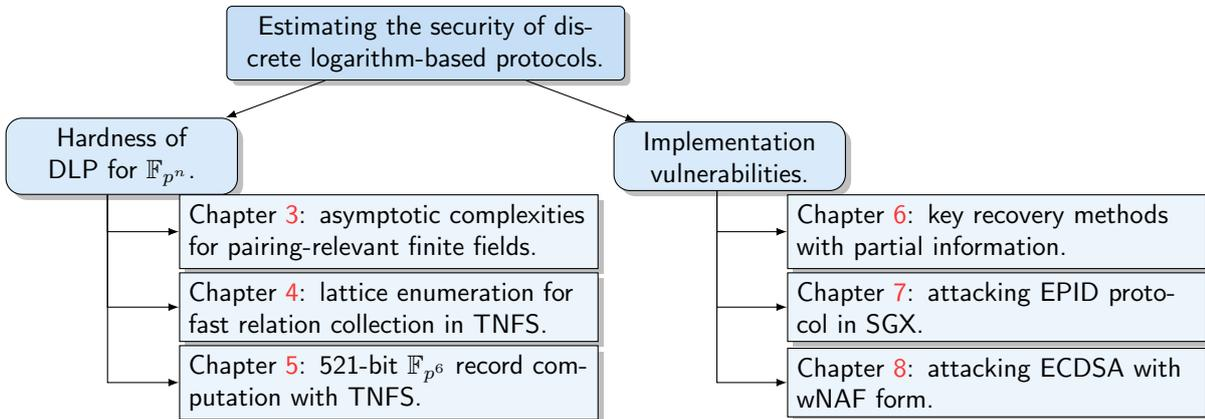 Estimating the security of dis-
crete logarithm-based protocols.
Hardness of
DLP for 𝔽_{p^n}.
Implementation
vulnerabilities.
Chapter 3: asymptotic complexities
for pairing-relevant finite fields.
Chapter 4: lattice enumeration for
fast relation collection in TNFS.
Chapter 5: 521-bit 𝔽_{p^6} record com-
putation with TNFS.
Chapter 6: key recovery methods
with partial information.
Chapter 7: attacking EPID proto-
col in SGX.
Chapter 8: attacking ECDSA with
wNAF form.